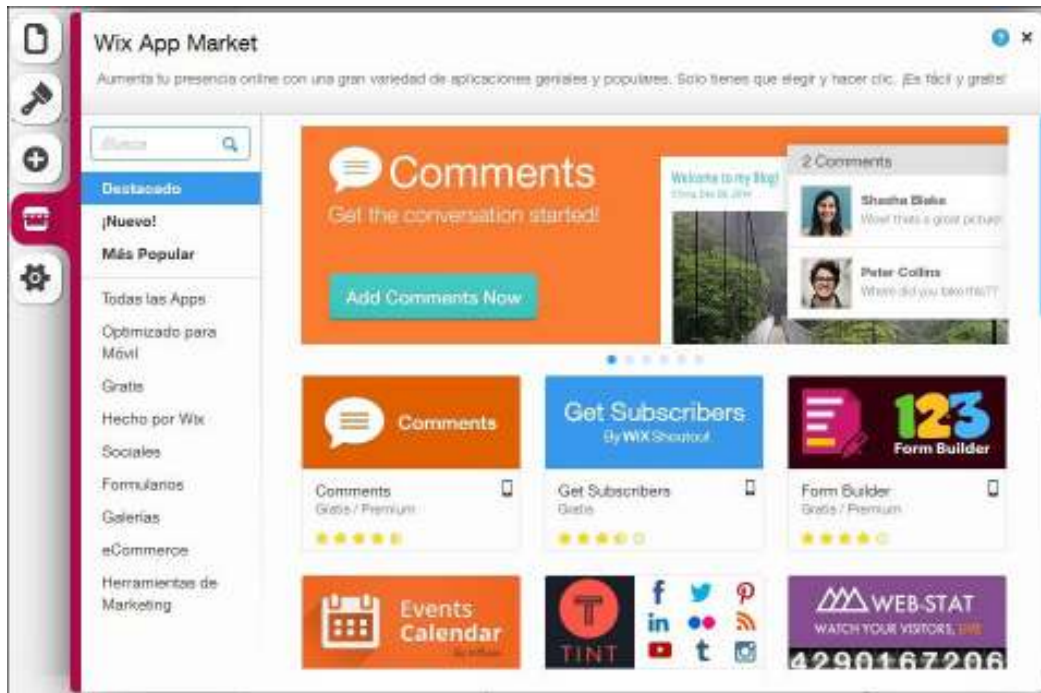 Wix App Market
Aumenta tu presencia online con una gran variedad de aplicaciones geniales y populares. Solo tienes que elegir y hacer clic. ¡Es fácil y gratis!
Busca
Destacado
¡Nuevo!
Más Popular
Todas las Apps
Optimizado para
Móvil
Gratis
Hecho por Wix
Sociales
Formularios
Galerías
eCommerce
Herramientas de
Marketing
Comments
Get the conversation started!
Add Comments Now
Welcome to my Blog!
2 Comments
Shasha Blake
Wow! thats a great picture!
Peter Collins
Where did you take this??
Comments
Comments
Gratis / Premium
Get Subscribers
By WIX Shoutout
Get Subscribers
Gratis
123
Form Builder
Form Builder
Gratis / Premium
Events
Calendar
TINT
WEB-STAT
WATCH YOUR VISITORS, LIVE
4290167206